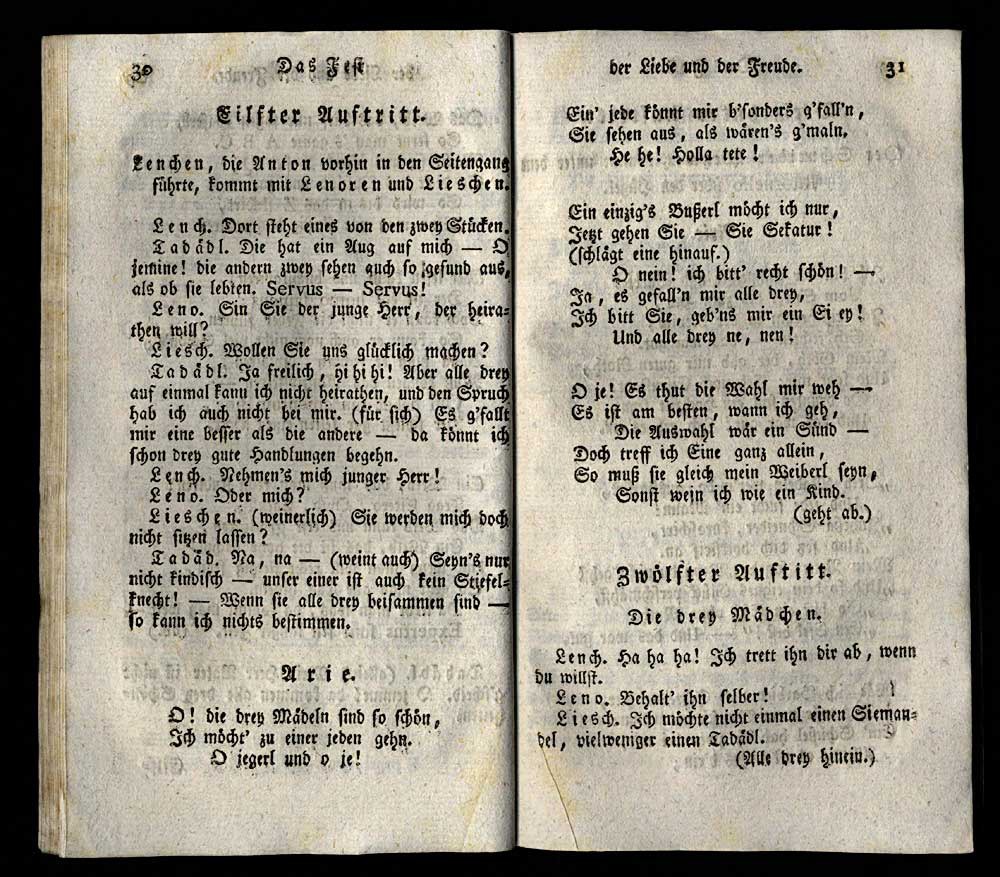 30
Das Fest
Eilfter Auftritt.
Lenchen, die Anton vorhin in den Seitengang
führte, kommt mit Lenoren und Lieschen.
Lench. Dort steht eines von den zwey Stücken.
Tadädl. Die hat ein Aug auf mich — O
jemine! die andern zwey sehen auch so gesund aus,
als ob sie lebten. Servus — Servus!
Leno. Sin Sie der junge Herr, der heira-
then will?
Liesch. Wollen Sie uns glücklich machen?
Tadädl. Ja freilich, hi hi hi! Aber alle drey
auf einmal kann ich nicht heirathen, und den Spruch
hab ich auch nicht bei mir. (für sich) Es g'fallt
mir eine besser als die andere — da könnt ich
schon drey gute Handlungen begehn.
Lench. Nehmen's mich junger Herr!
Leno. Oder mich?
Lieschen. (weinerlich) Sie werden mich doch
nicht sitzen lassen?
Tadäd. Na, na — (weint auch) Seyn's nur
nicht kindisch — unser einer ist auch kein Stiefel-
knecht! — Wenn sie alle drey beisammen sind —
so kann ich nichts bestimmen.
Arie.
O! die drey Mädeln sind so schön,
Ich möcht' zu einer jeden gehn.
O jegerl und o je!
der Liebe und der Freude.
31
Ein' jede könnt mir b'sonders g'fall'n,
Sie sehen aus, als wären's g'maln.
He he! Holla tete!
Ein einzig's Bußerl möcht ich nur,
Jetzt gehen Sie — Sie Sekatur!
(schlägt eine hinauf.)
O nein! ich bitt' recht schön! —
Ja, es gefall'n mir alle drey,
Ich bitt Sie, geb'ns mir ein Ei ey!
Und alle drey ne, nen!
O je! Es thut die Wahl mir weh —
Es ist am besten, wann ich geh,
Die Auswahl wär ein Sünd —
Doch treff ich Eine ganz allein,
So muß sie gleich mein Weiberl seyn,
Sonst wein ich wie ein Kind.
(geht ab.)
Zwölfter Auftitt.
Die drey Mädchen.
Lench. Ha ha ha! Ich trett ihn dir ab, wenn
du willst.
Leno. Behalt' ihn selber!
Liesch. Ich möchte nicht einmal einen Sieman-
del, vielweniger einen Tadädl.
(Alle drey hinein.)